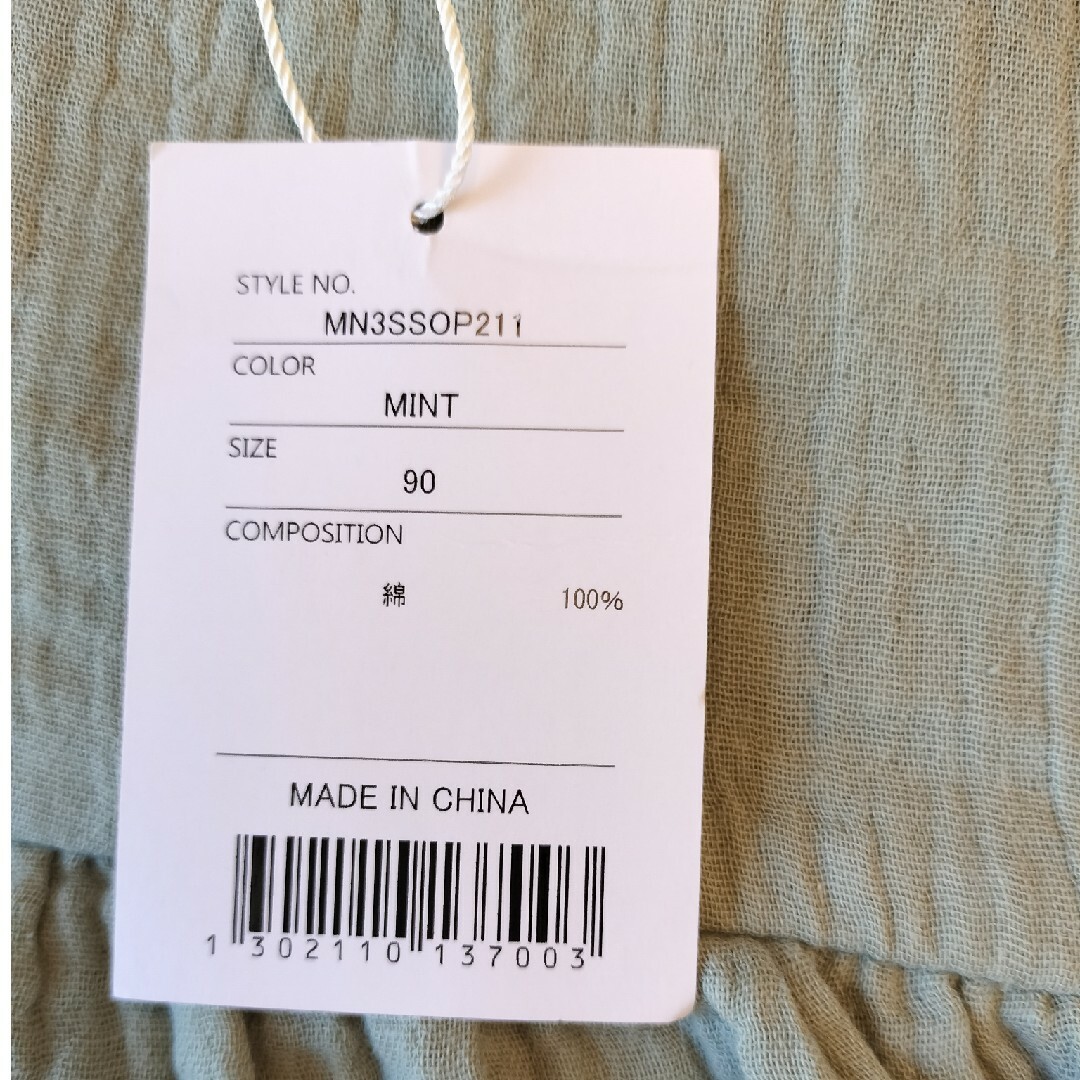 STYLE NO.
MN3SSOP211
COLOR
MINT
SIZE
90
COMPOSITION
綿 100%
MADE IN CHINA
1 302110 137003